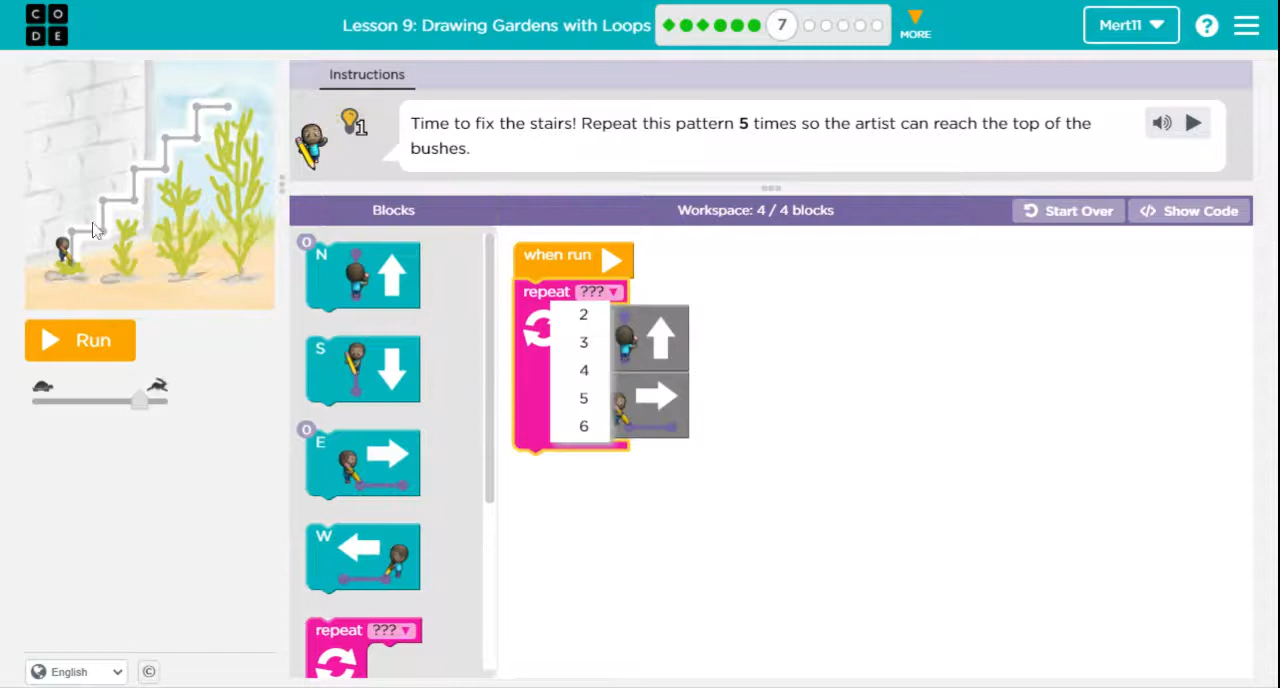 C O
D E
Lesson 9: Drawing Gardens with Loops
7
MORE
Mert11
?
Instructions
1
Time to fix the stairs! Repeat this pattern 5 times so the artist can reach the top of the
bushes.
Blocks
Workspace: 4 / 4 blocks
Start Over
</> Show Code
0
N
S
0
E
W
repeat ???
when run
repeat ???
2
3
4
5
6
Run
English
©